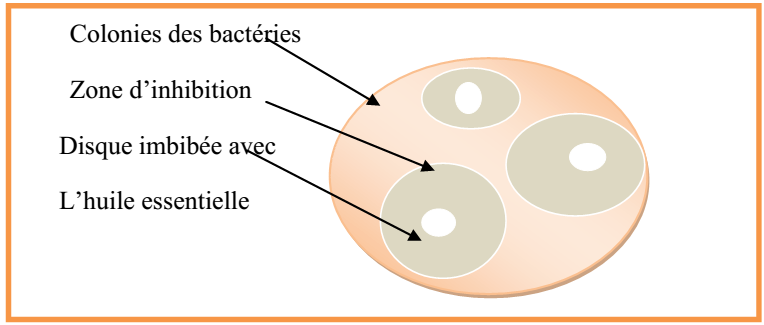 Colonies des bactéries
Zone d’inhibition
Disque imbibée avec
L’huile essentielle